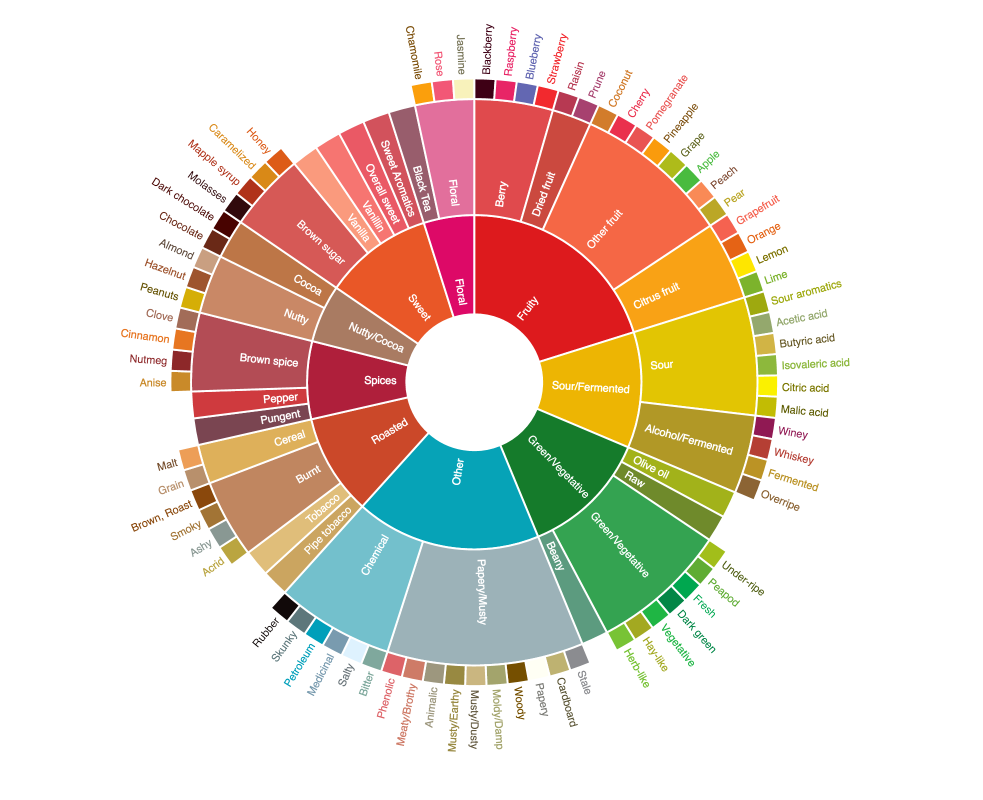 Fruity
Berry
Blackberry
Raspberry
Blueberry
Strawberry
Dried fruit
Raisin
Prune
Other fruit
Coconut
Cherry
Pomegranate
Pineapple
Grape
Apple
Peach
Pear
Citrus fruit
Grapefruit
Orange
Lemon
Lime
Sour/Fermented
Sour
Sour aromatics
Acetic acid
Butyric acid
Isovaleric acid
Citric acid
Malic acid
Alcohol/Fermented
Winey
Whiskey
Fermented
Overripe
Green/Vegetative
Olive oil
Raw
Green/Vegetative
Under-ripe
Peapod
Fresh
Dark green
Vegetative
Hay-like
Herb-like
Beany
Other
Papery/Musty
Stale
Cardboard
Papery
Woody
Moldy/Damp
Musty/Dusty
Musty/Earthy
Animalic
Meaty/Brothy
Phenolic
Chemical
Bitter
Salty
Medicinal
Petroleum
Skunky
Rubber
Roasted
Pipe tobacco
Tobacco
Burnt
Acrid
Ashy
Smoky
Brown, Roast
Cereal
Grain
Malt
Spices
Pungent
Pepper
Brown spice
Anise
Nutmeg
Cinnamon
Clove
Nutty/Cocoa
Nutty
Peanuts
Hazelnut
Almond
Cocoa
Chocolate
Dark chocolate
Sweet
Brown sugar
Molasses
Mapple syrup
Caramelized
Honey
Vanilla
Vanillin
Overall sweet
Sweet Aromatics
Floral
Black Tea
Floral
Chamomile
Rose
Jasmine